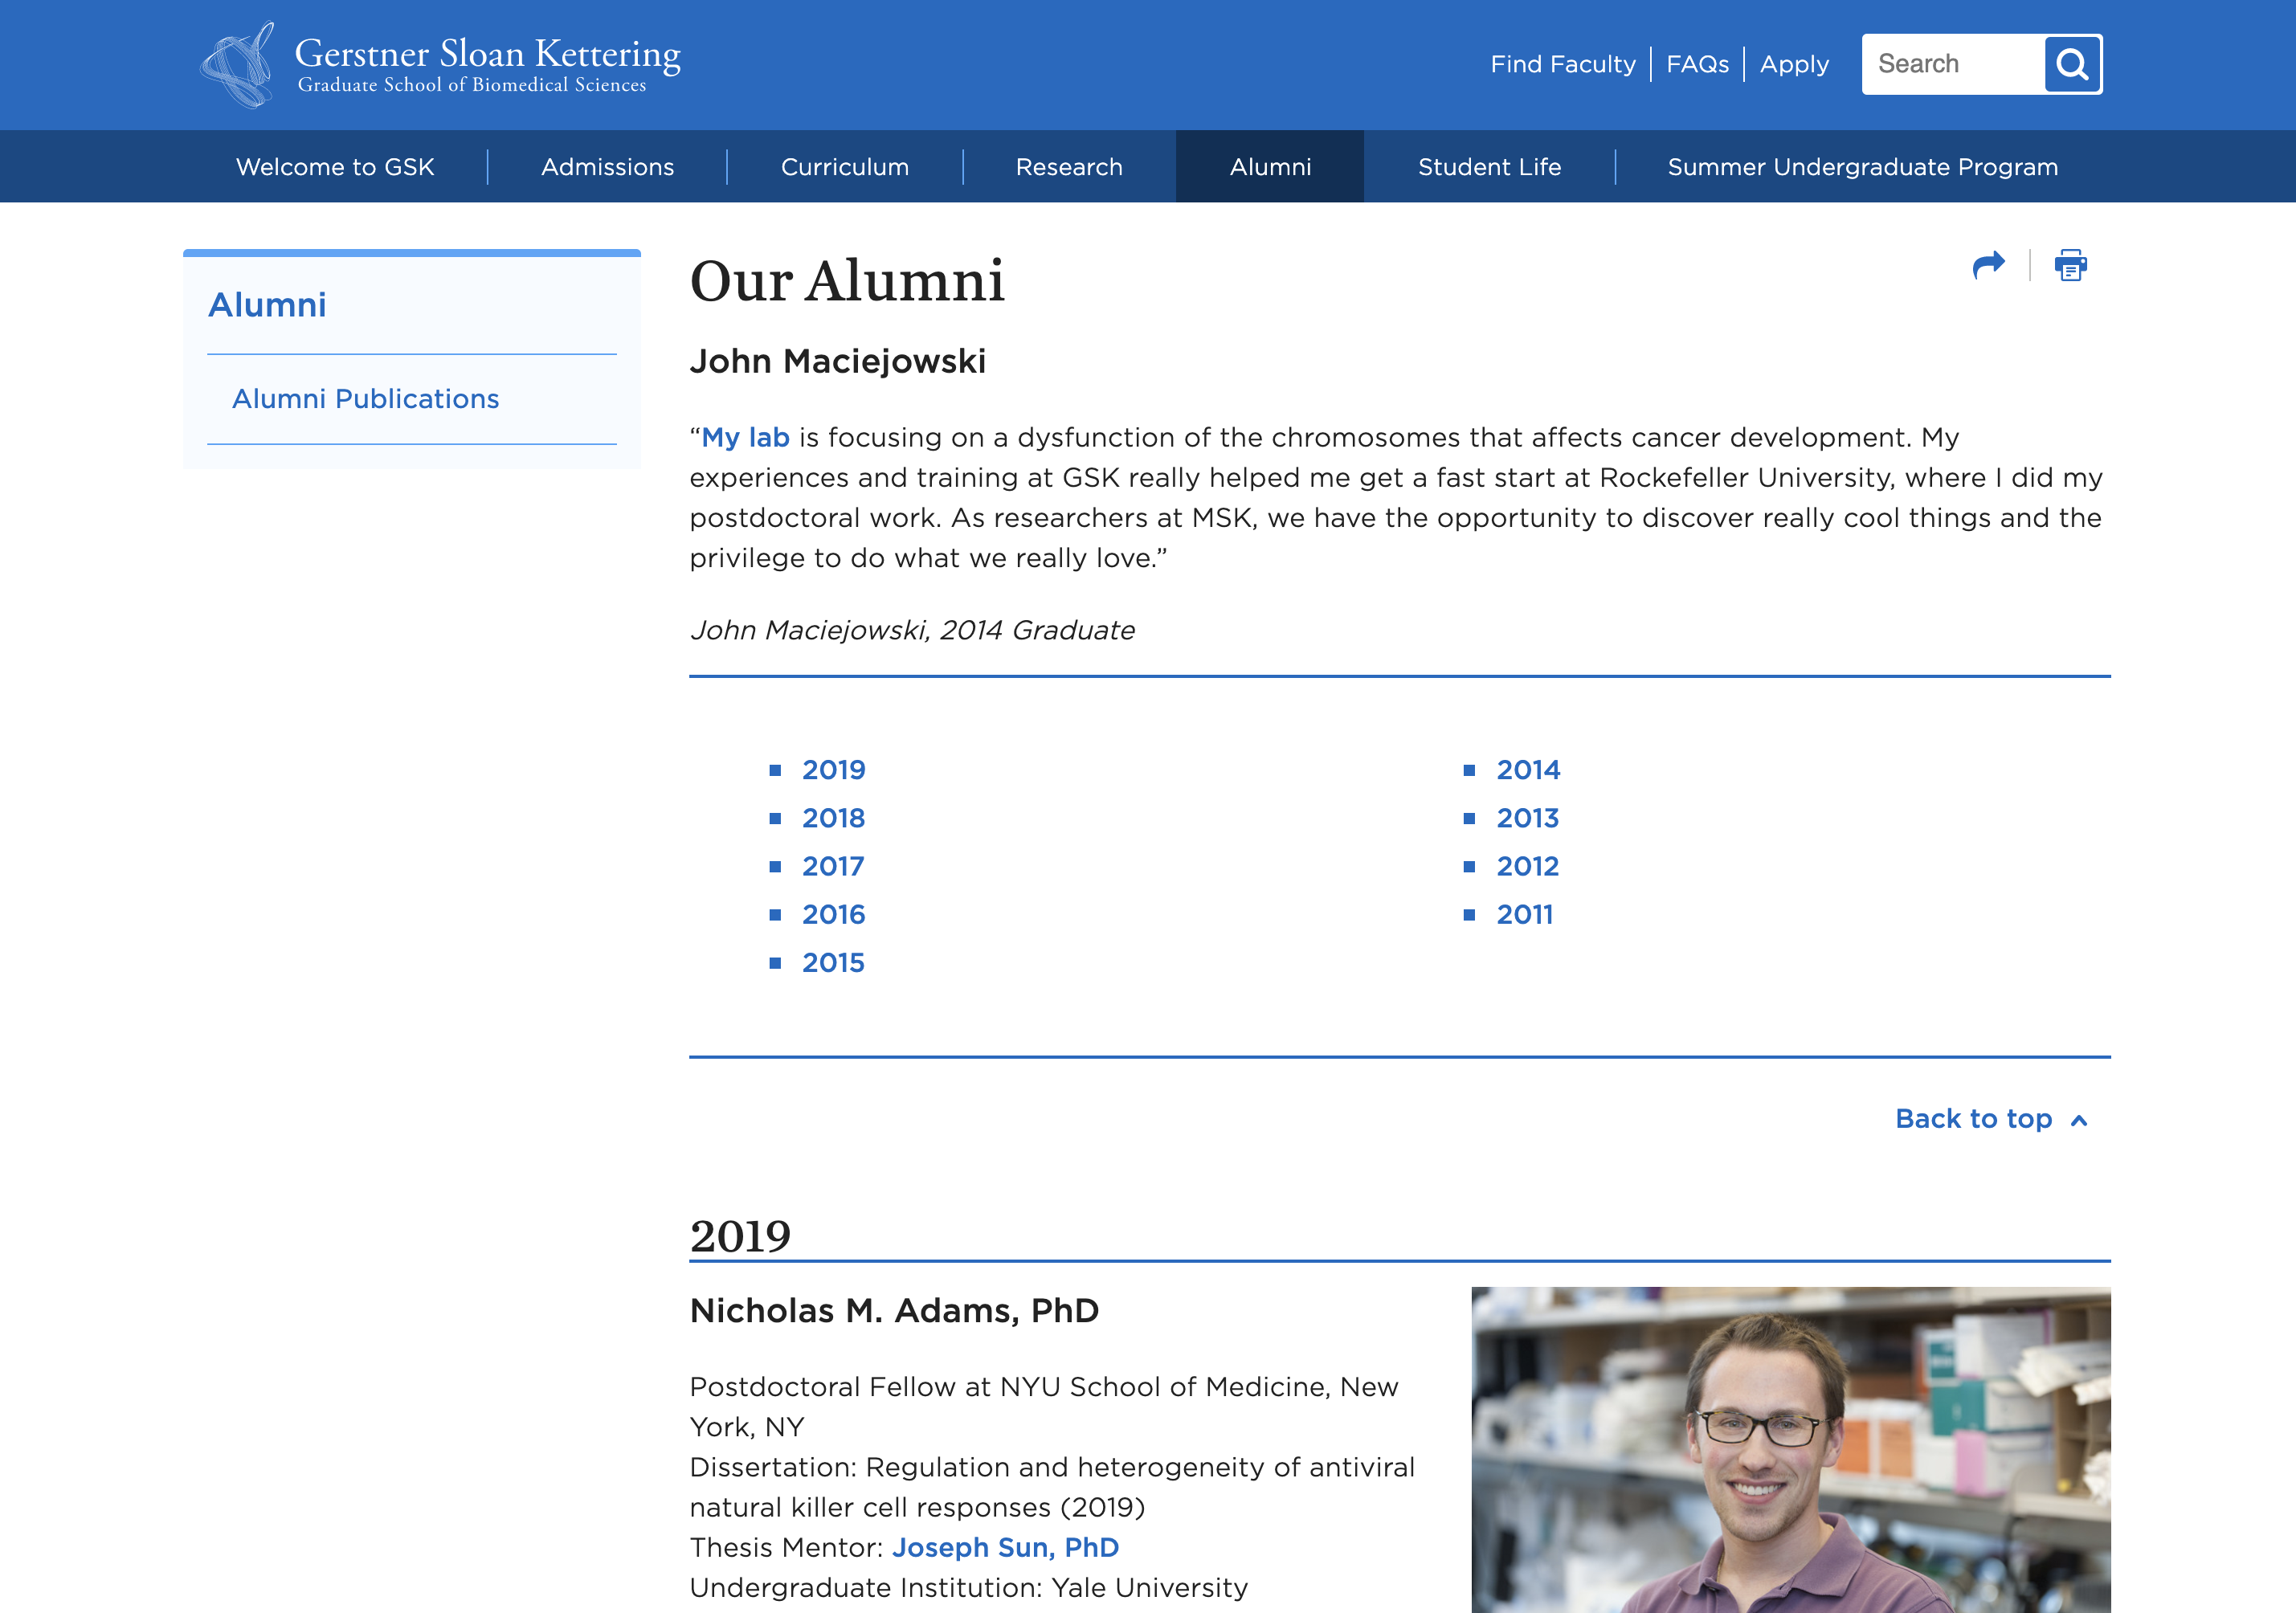 Gerstner Sloan Kettering
Graduate School of Biomedical Sciences
Find Faculty
FAQs
Apply
Search
Welcome to GSK
Admissions
Curriculum
Research
Alumni
Student Life
Summer Undergraduate Program
Alumni
Alumni Publications
Our Alumni
John Maciejowski
“My lab is focusing on a dysfunction of the chromosomes that affects cancer development. My
experiences and training at GSK really helped me get a fast start at Rockefeller University, where I did my
postdoctoral work. As researchers at MSK, we have the opportunity to discover really cool things and the
privilege to do what we really love.”
John Maciejowski, 2014 Graduate
2019
2018
2017
2016
2015
2014
2013
2012
2011
Back to top
2019
Nicholas M. Adams, PhD
Postdoctoral Fellow at NYU School of Medicine, New
York, NY
Dissertation: Regulation and heterogeneity of antiviral
natural killer cell responses (2019)
Thesis Mentor: Joseph Sun, PhD
Undergraduate Institution: Yale University